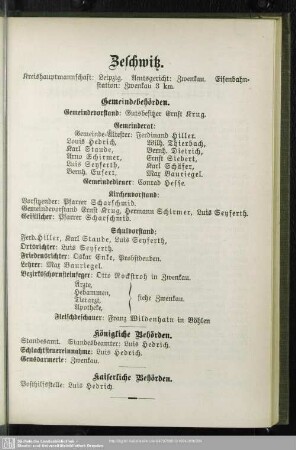 Zeschwitz.
Kreishauptmannschaft: Leipzig. Amtsgericht: Zwenkau. Eisenbahn-
station: Zwenkau 3 km.
Gemeindebehörden.
Gemeindevorstand: Gutsbesitzer Ernst Krug.
Gemeinderat:
Gemeinde-Ältester: Ferdinand Hiller.
Louis Hedrich, Wilh. Thierbach,
Karl Staude, Bernh. Dietrich,
Arno Schirmer, Ernst Siebert,
Luis Seyferth, Karl Schäfer,
Bernh. Eufert, Max Bauriegel.
Gemeindediener: Conrad Hesse.
Kirchenvorstand:
Vorsitzender: Pfarrer Scharschmid.
Gemeindevorstand Ernst Krug, Hermann Schirmer, Luis Seyferth.
Geistlicher: Pfarrer Scharschmid.
Schulvorstand:
Ferd. Hiller, Karl Staude, Luis Seyferth.
Ortsrichter: Luis Seyferth.
Friedensrichter: Oskar Enke, Probstdeuben.
Lehrer: Max Bauriegel.
Bezirksschornsteinfeger: Otto Rockstroh in Zwenkau.
Ärzte,
Hebammen,
Tierarzt,
Apotheke,
siehe Zwenkau.
Fleischbeschauer: Franz Wildenhain in Böhlen
Königliche Behörden.
Standesamt. Standesbeamter: Luis Hedrich.
Schlachtsteuereinnahme: Luis Hedrich.
Gendarmerie: Zwenkau.
Kaiserliche Behörden.
Posthilfsstelle: Luis Hedrich.